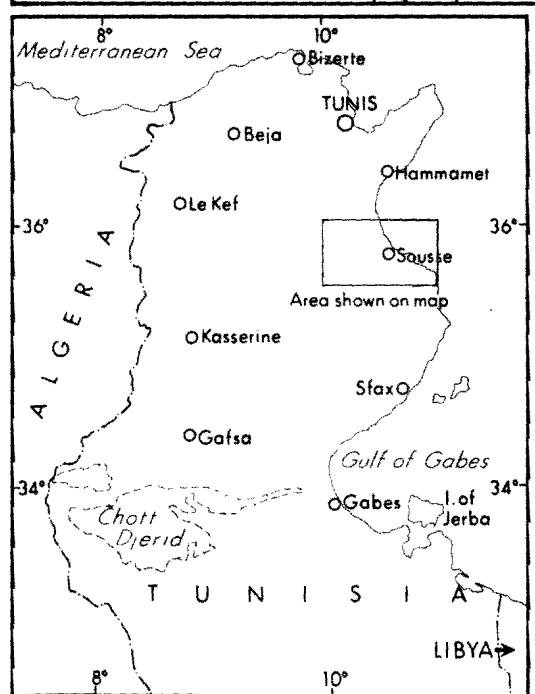 8° 10°
Mediterranean Sea
Bizerte
TUNIS
Beja
Hammamet
Le Kef
36° 36°
Sousse
Area shown on map
ALGERIA
Kasserine
Sfax
Gafsa
Gulf of Gabes
34° 34°
Gabes
I. of
Jerba
Chott
Djerid
TUNISIA
LIBYA
8° 10°